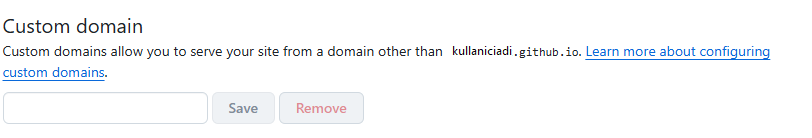 Custom domain
Custom domains allow you to serve your site from a domain other than kullaniciadi.github.io. Learn more about configuring
custom domains.
Save Remove